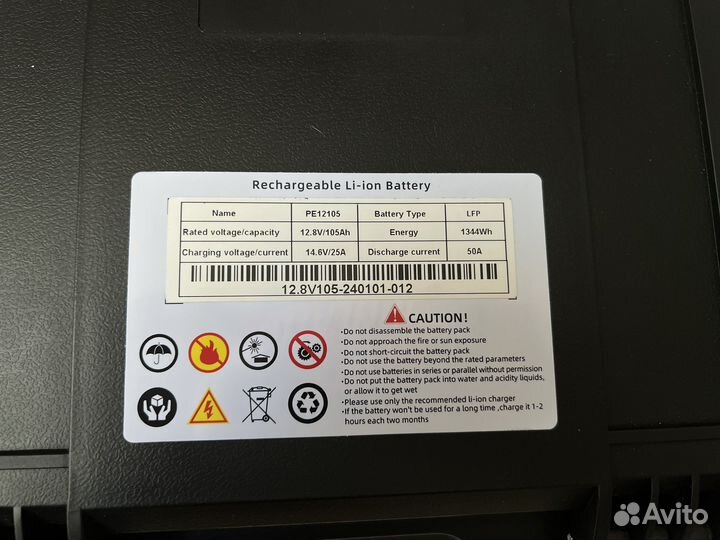 Rechargeable Li-ion Battery
Name PE12105 Battery Type LFP
Rated voltage/capacity 12.8V/105Ah Energy 1344Wh
Charging voltage/current 14.6V/25A Discharge current 50A
12.8V105-240101-012
CAUTION!
•Do not disassemble the battery pack
•Do not approach the fire or sun exposure
•Do not short-circuit the battery pack
•Do not use the battery beyond the rated parameters
•Do not use batteries in series or parallel without permission
•Do not put the battery pack into water and acidity liquids,
or allow it to get wet
•Please use only the recommended li-ion charger
•If the battery won't be used for a long time ,charge it 1-2
hours each two months
Avito